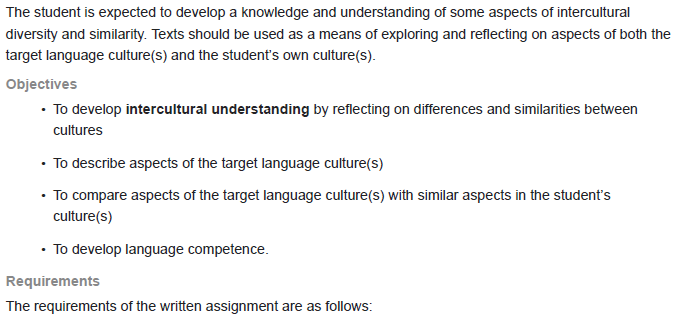 The student is expected to develop a knowledge and understanding of some aspects of intercultural
diversity and similarity. Texts should be used as a means of exploring and reflecting on aspects of both the
target language culture(s) and the student's own culture(s).
Objectives
• To develop intercultural understanding by reflecting on differences and similarities between
cultures
• To describe aspects of the target language culture(s)
• To compare aspects of the target language culture(s) with similar aspects in the student's
culture(s)
• To develop language competence.
Requirements
The requirements of the written assignment are as follows: